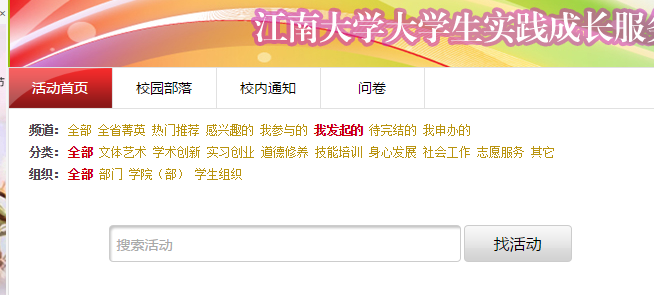 江南大学大学生实践成长服
活动首页 校园部落 校内通知 问卷
频道: 全部 全省菁英 热门推荐 感兴趣的 我参与的 我发起的 待完结的 我申办的
分类: 全部 文体艺术 学术创新 实习创业 道德修养 技能培训 身心发展 社会工作 志愿服务 其它
组织: 全部 部门 学院（部） 学生组织
搜索活动 找活动